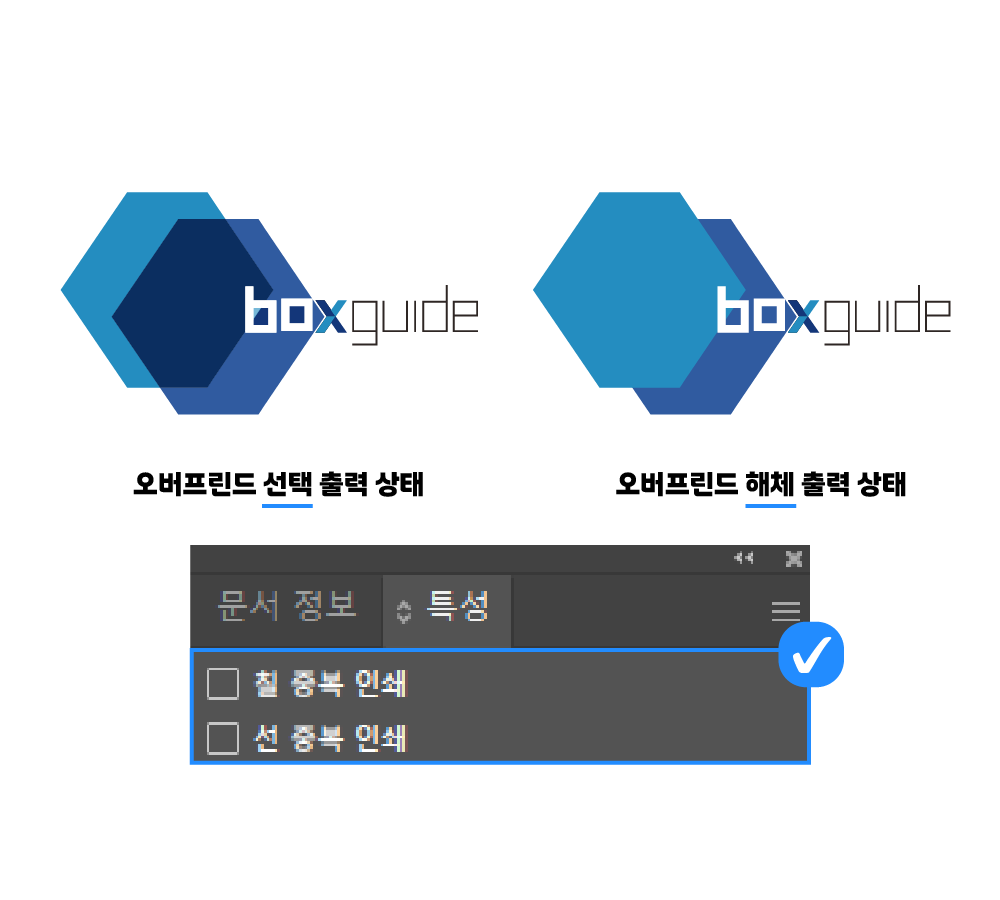 boxguide
boxguide
오버프린드 선택 출력 상태
오버프린드 해체 출력 상태
문서 정보
특성
칠 중복 인쇄
선 중복 인쇄